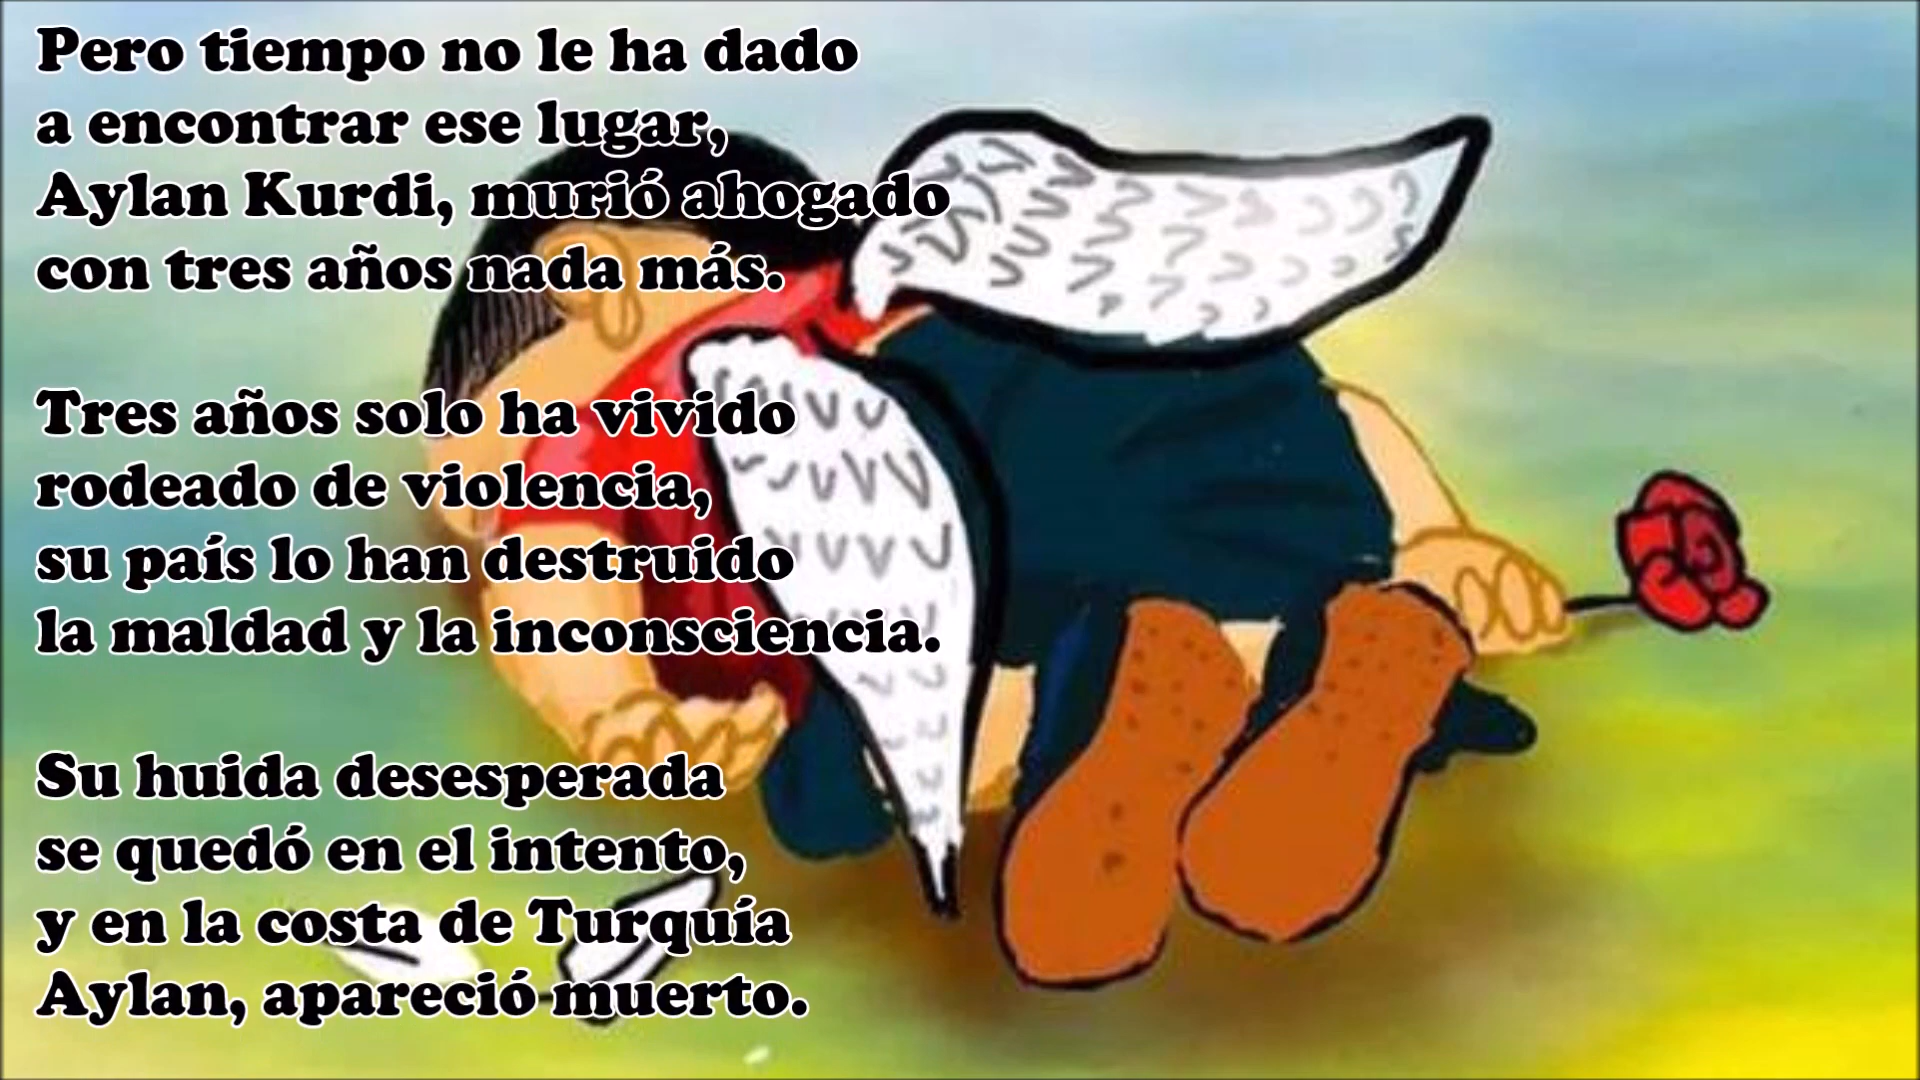 Pero tiempo no le ha dado
a encontrar ese lugar,
Aylan Kurdi, murió ahogado
con tres años nada más.
Tres años solo ha vivido
rodeado de violencia,
su país lo han destruido
la maldad y la inconsciencia.
Su huida desesperada
se quedó en el intento,
y en la costa de Turquía
Aylan, apareció muerto.